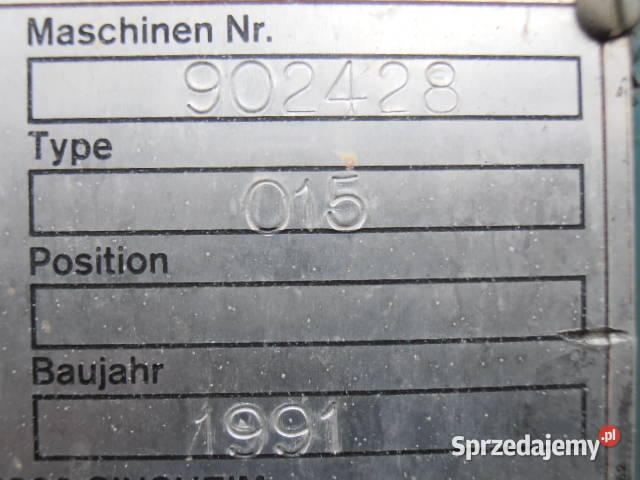 Maschinen Nr.
902428
Type
015
Position
Baujahr
1991
Sprzedajemy.pl